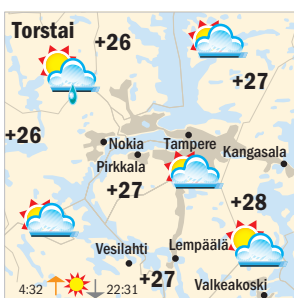 Torstai
+26
+27
+26
Nokia
Tampere
Kangasala
Pirkkala
+27
+28
Vesilahti
Lempäälä
+27
4:32
22:31
Valkeakoski